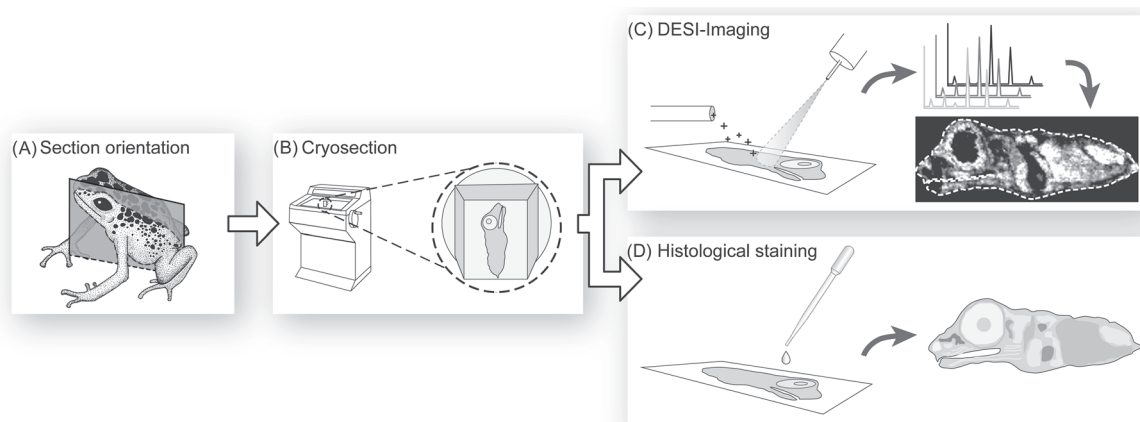 (A) Section orientation
(B) Cryosection
(C) DESI-Imaging
(D) Histological staining